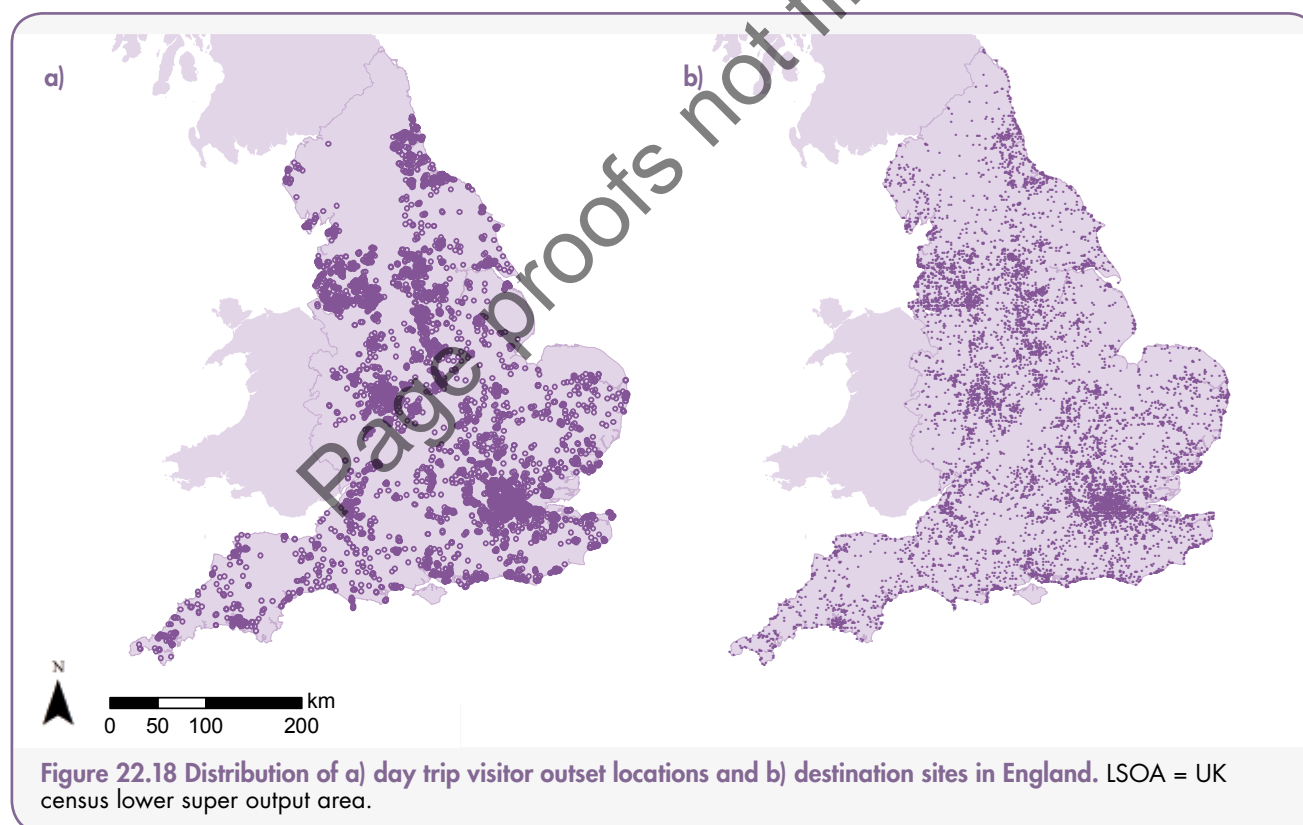 a)
b)
Page proofs not fin
N
km
0 50 100 200
Figure 22.18 Distribution of a) day trip visitor outset locations and b) destination sites in England. LSOA = UK
census lower super output area.